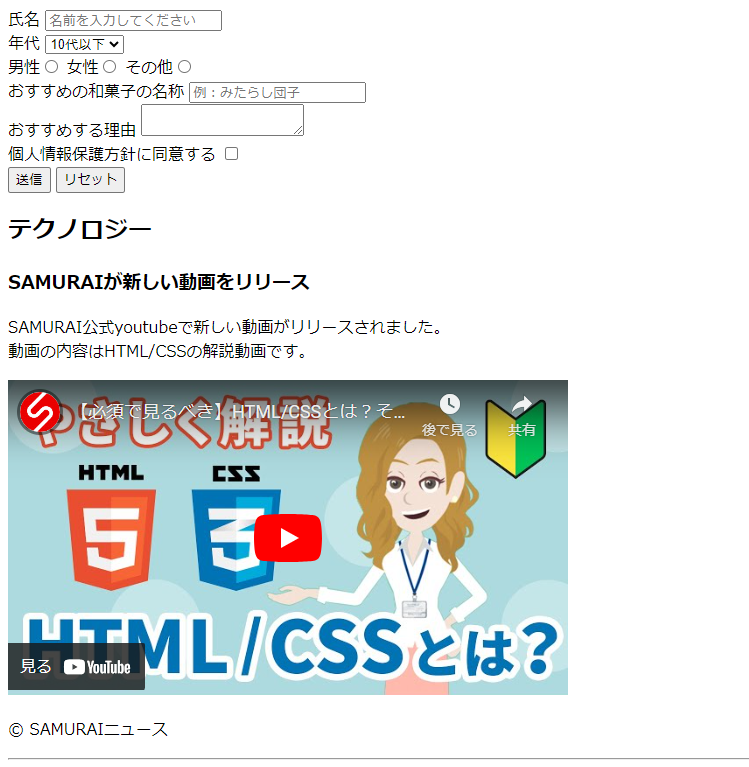 氏名 名前を入力してください
年代 10代以下
男性 女性 その他
おすすめの和菓子の名称 例：みたらし団子
おすすめする理由
個人情報保護方針に同意する
送信 リセット
テクノロジー
SAMURAIが新しい動画をリリース
SAMURAI公式youtubeで新しい動画がリリースされました。
動画の内容はHTML/CSSの解説動画です。
【必須で見るべき】HTML/CSSとは？そ...
後で見る 共有
やさしく解説
HTML CSS
5 3
HTML/CSSとは？
見る YouTube
© SAMURAIニュース